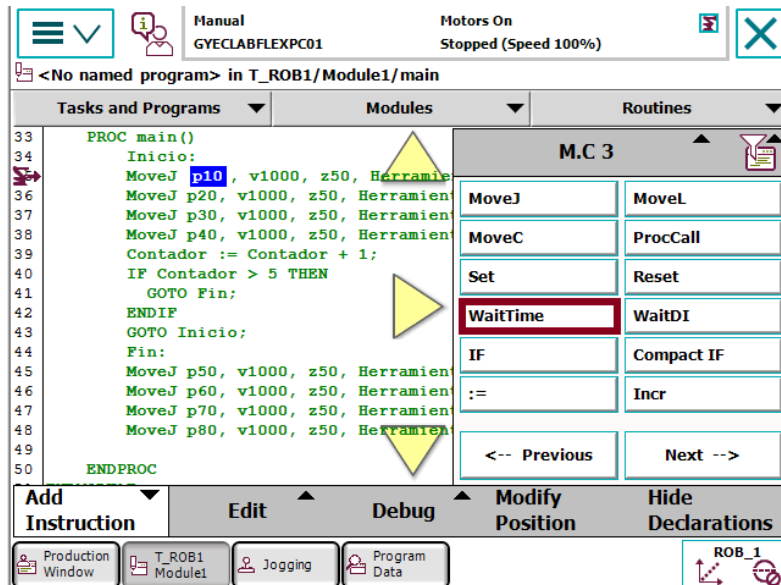 Manual
GYECLABFLEXPC01
Motors On
Stopped (Speed 100%)
<No named program> in T_ROB1/Module1/main
Tasks and Programs
Modules
Routines
33 PROC main()
34 Inicio:
MoveJ p10 , v1000, z50, Herramie
36 MoveJ p20, v1000, z50, Herramient
37 MoveJ p30, v1000, z50, Herramient
38 MoveJ p40, v1000, z50, Herramient
39 Contador := Contador + 1;
40 IF Contador > 5 THEN
41 GOTO Fin;
42 ENDIF
43 GOTO Inicio;
44 Fin:
45 MoveJ p50, v1000, z50, Herramient
46 MoveJ p60, v1000, z50, Herramient
47 MoveJ p70, v1000, z50, Herramient
48 MoveJ p80, v1000, z50, Herramient
49
50 ENDPROC
M.C 3
MoveJ MoveL
MoveC ProcCall
Set Reset
WaitTime WaitDI
IF Compact IF
:= Incr
<-- Previous Next -->
Add Instruction
Edit
Debug
Modify Position
Hide Declarations
Production Window
T_ROB1 Module1
Jogging
Program Data
ROB_1